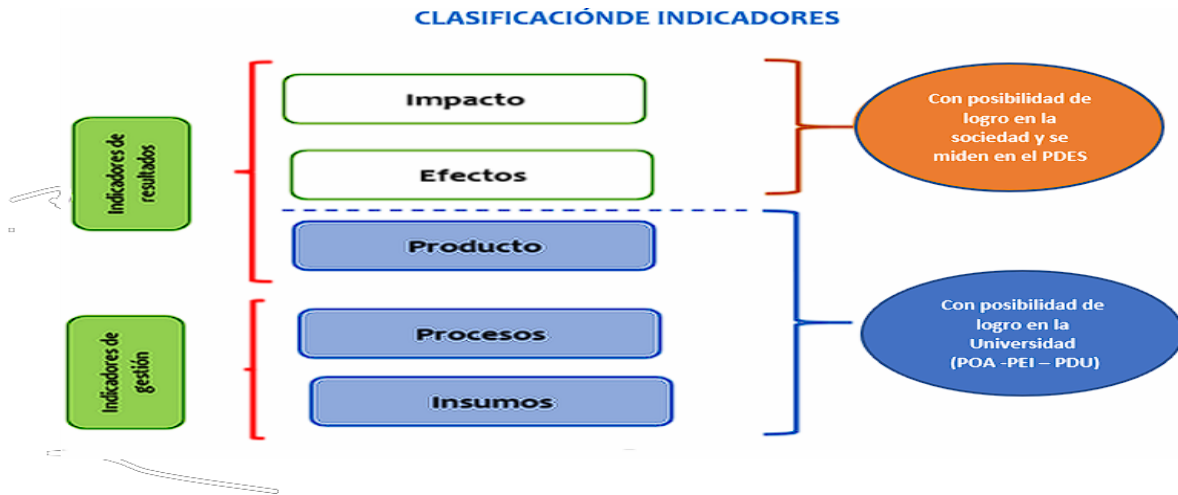 CLASIFICACIÓNDE INDICADORES
Indicadores de
resultados
Impacto
Efectos
Producto
Con posibilidad de
logro en la
sociedad y se
miden en el PDES
Indicadores de
gestión
Procesos
Insumos
Con posibilidad de
logro en la
Universidad
(POA -PEI – PDU)